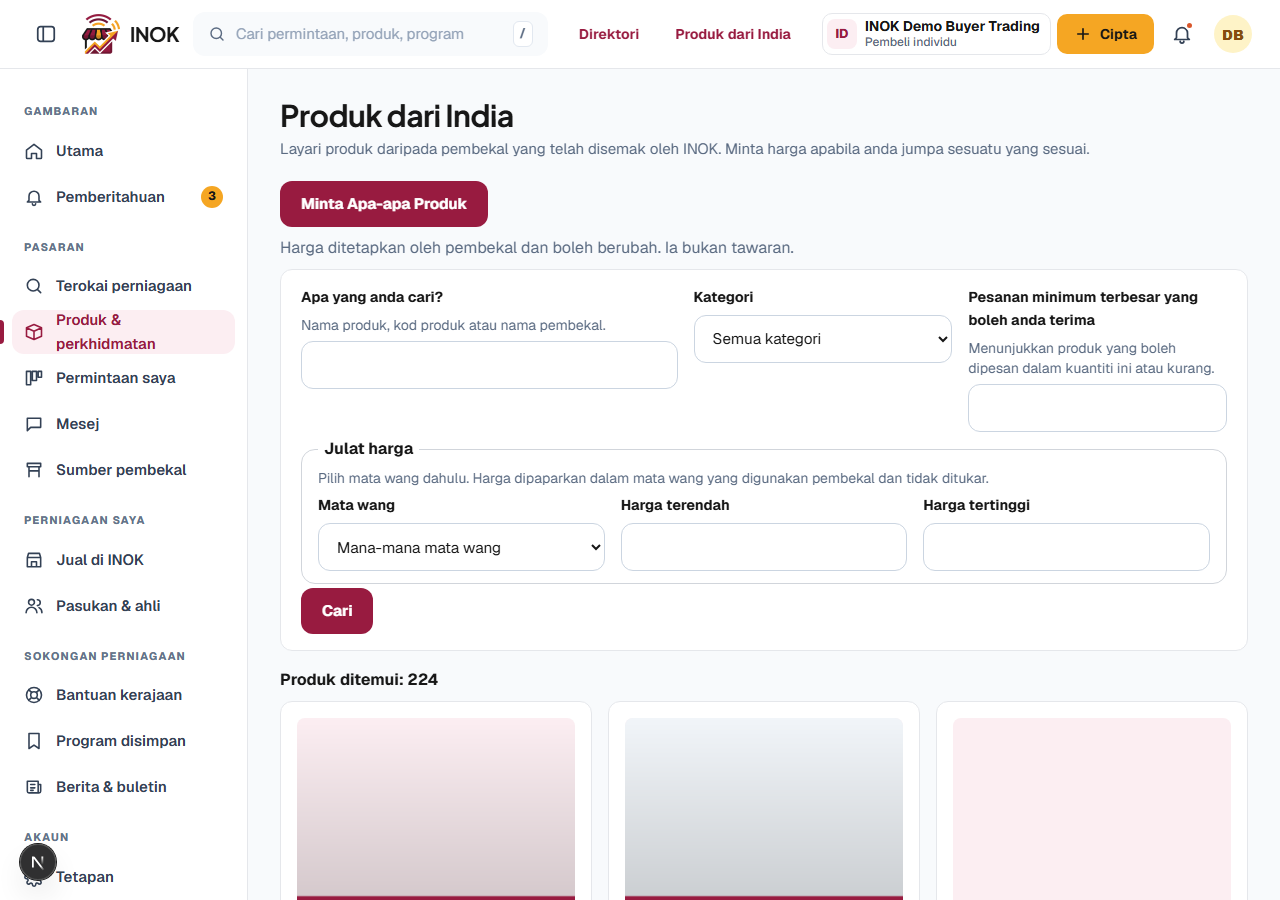 INOK
Cari permintaan, produk, program
/
Direktori
Produk dari India
ID
INOK Demo Buyer Trading
Pembeli individu
Cipta
DB
GAMBARAN
Utama
Pemberitahuan
3
PASARAN
Terokai perniagaan
Produk &
perkhidmatan
Permintaan saya
Mesej
Sumber pembekal
PERNIAGAAN SAYA
Jual di INOK
Pasukan & ahli
SOKONGAN PERNIAGAAN
Bantuan kerajaan
Program disimpan
Berita & buletin
AKAUN
N
Tetapan
Produk dari India
Layari produk daripada pembekal yang telah disemak oleh INOK. Minta harga apabila anda jumpa sesuatu yang sesuai.
Minta Apa-apa Produk
Harga ditetapkan oleh pembekal dan boleh berubah. Ia bukan tawaran.
Apa yang anda cari?
Nama produk, kod produk atau nama pembekal.
Kategori
Semua kategori
Pesanan minimum terbesar yang
boleh anda terima
Menunjukkan produk yang boleh
dipesan dalam kuantiti ini atau kurang.
Julat harga
Pilih mata wang dahulu. Harga dipaparkan dalam mata wang yang digunakan pembekal dan tidak ditukar.
Mata wang
Mana-mana mata wang
Harga terendah
Harga tertinggi
Cari
Produk ditemui: 224